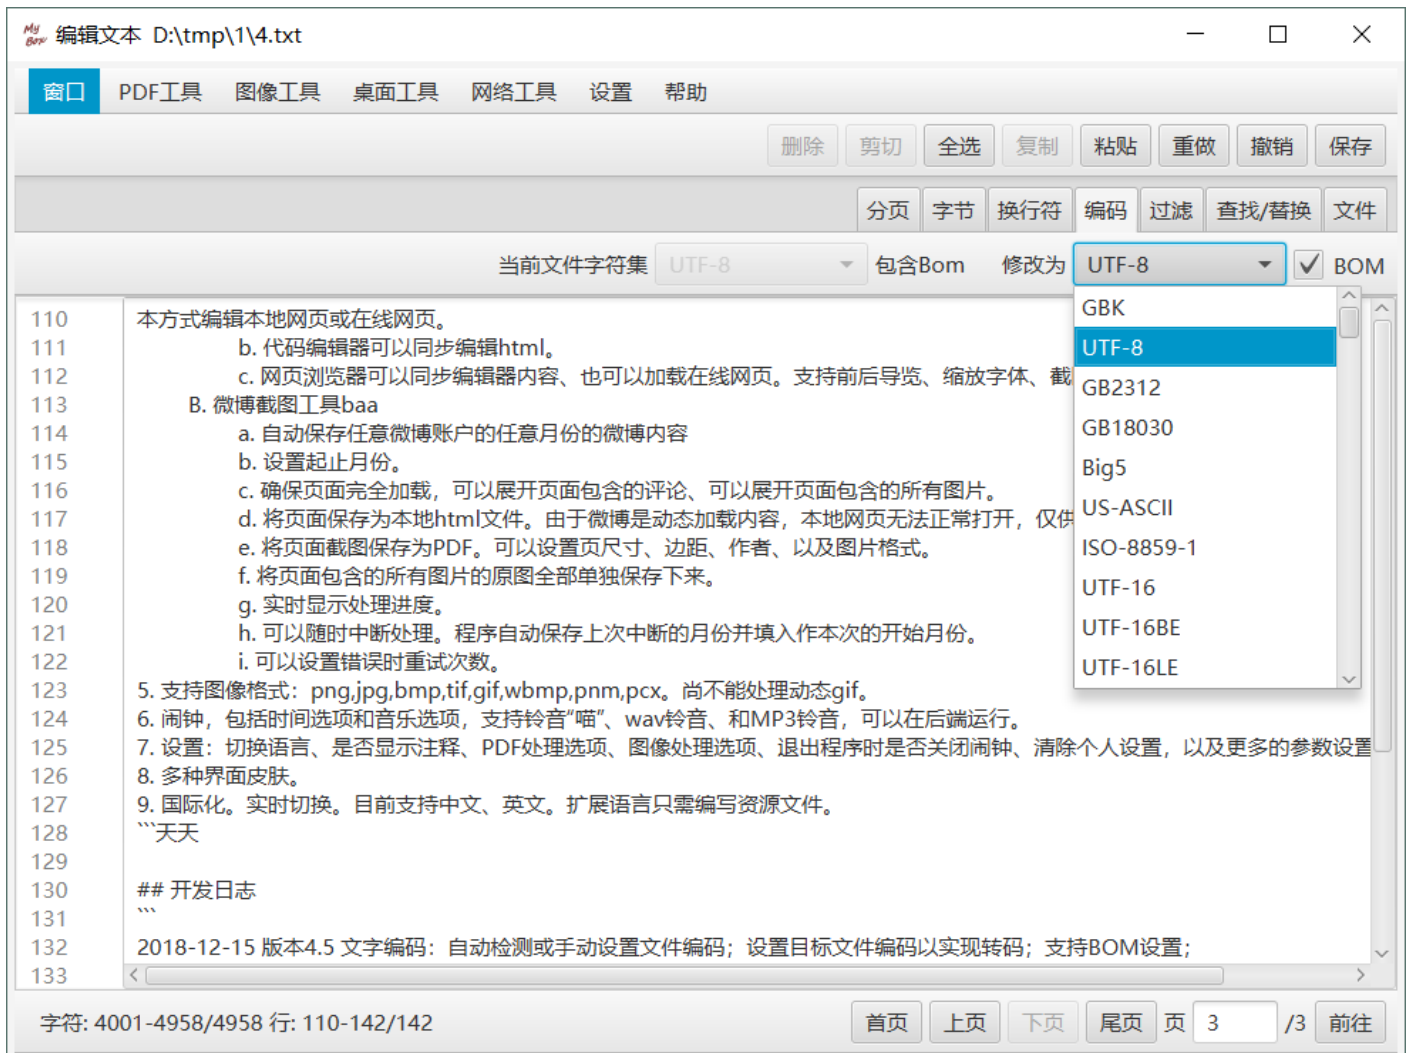 My Box 编辑文本 D:\tmp\1\4.txt
窗口 PDF工具 图像工具 桌面工具 网络工具 设置 帮助
删除 剪切 全选 复制 粘贴 重做 撤销 保存
分页 字节 换行符 编码 过滤 查找/替换 文件
当前文件字符集 UTF-8 包含Bom 修改为 UTF-8 BOM
GBK
UTF-8
GB2312
GB18030
Big5
US-ASCII
ISO-8859-1
UTF-16
UTF-16BE
UTF-16LE
110 本方式编辑本地网页或在线网页。
111 b. 代码编辑器可以同步编辑html。
112 c. 网页浏览器可以同步编辑器内容、也可以加载在线网页。支持前后导览、缩放字体、截
113 B. 微博截图工具baa
114 a. 自动保存任意微博账户的任意月份的微博内容
115 b. 设置起止月份。
116 c. 确保页面完全加载，可以展开页面包含的评论、可以展开页面包含的所有图片。
117 d. 将页面保存为本地html文件。由于微博是动态加载内容，本地网页无法正常打开，仅供
118 e. 将页面截图保存为PDF。可以设置页尺寸、边距、作者、以及图片格式。
119 f. 将页面包含的所有图片的原图全部单独保存下来。
120 g. 实时显示处理进度。
121 h. 可以随时中断处理。程序自动保存上次中断的月份并填入作本次的开始月份。
122 i. 可以设置错误时重试次数。
123 5. 支持图像格式：png,jpg,bmp,tif,gif,wbmp,pnm,pcx。尚不能处理动态gif。
124 6. 闹钟，包括时间选项和音乐选项，支持铃音“喵”、wav铃音、和MP3铃音，可以在后端运行。
125 7. 设置：切换语言、是否显示注释、PDF处理选项、图像处理选项、退出程序时是否关闭闹钟、清除个人设置，以及更多的参数设置
126 8. 多种界面皮肤。
127 9. 国际化。实时切换。目前支持中文、英文。扩展语言只需编写资源文件。
128 ```天天
129
130 ## 开发日志
131 ```
132 2018-12-15 版本4.5 文字编码：自动检测或手动设置文件编码；设置目标文件编码以实现转码；支持BOM设置；
133
字符: 4001-4958/4958 行: 110-142/142 首页 上页 下页 尾页 页 3 /3 前往